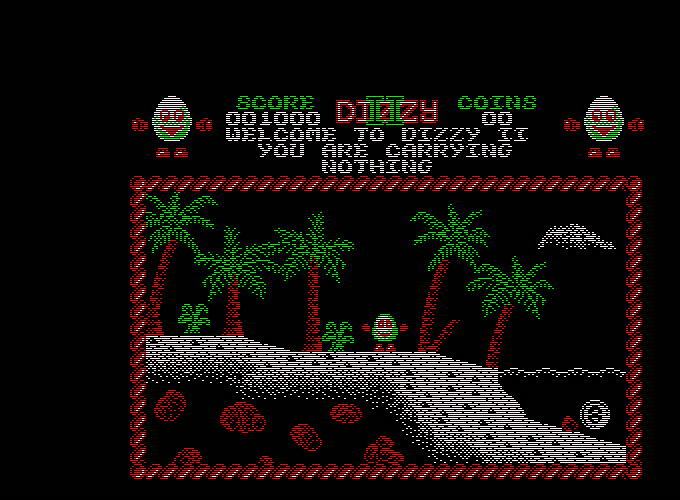 SCORE DIZZY II COINS
001000 00
WELCOME TO DIZZY II
YOU ARE CARRYING
NOTHING